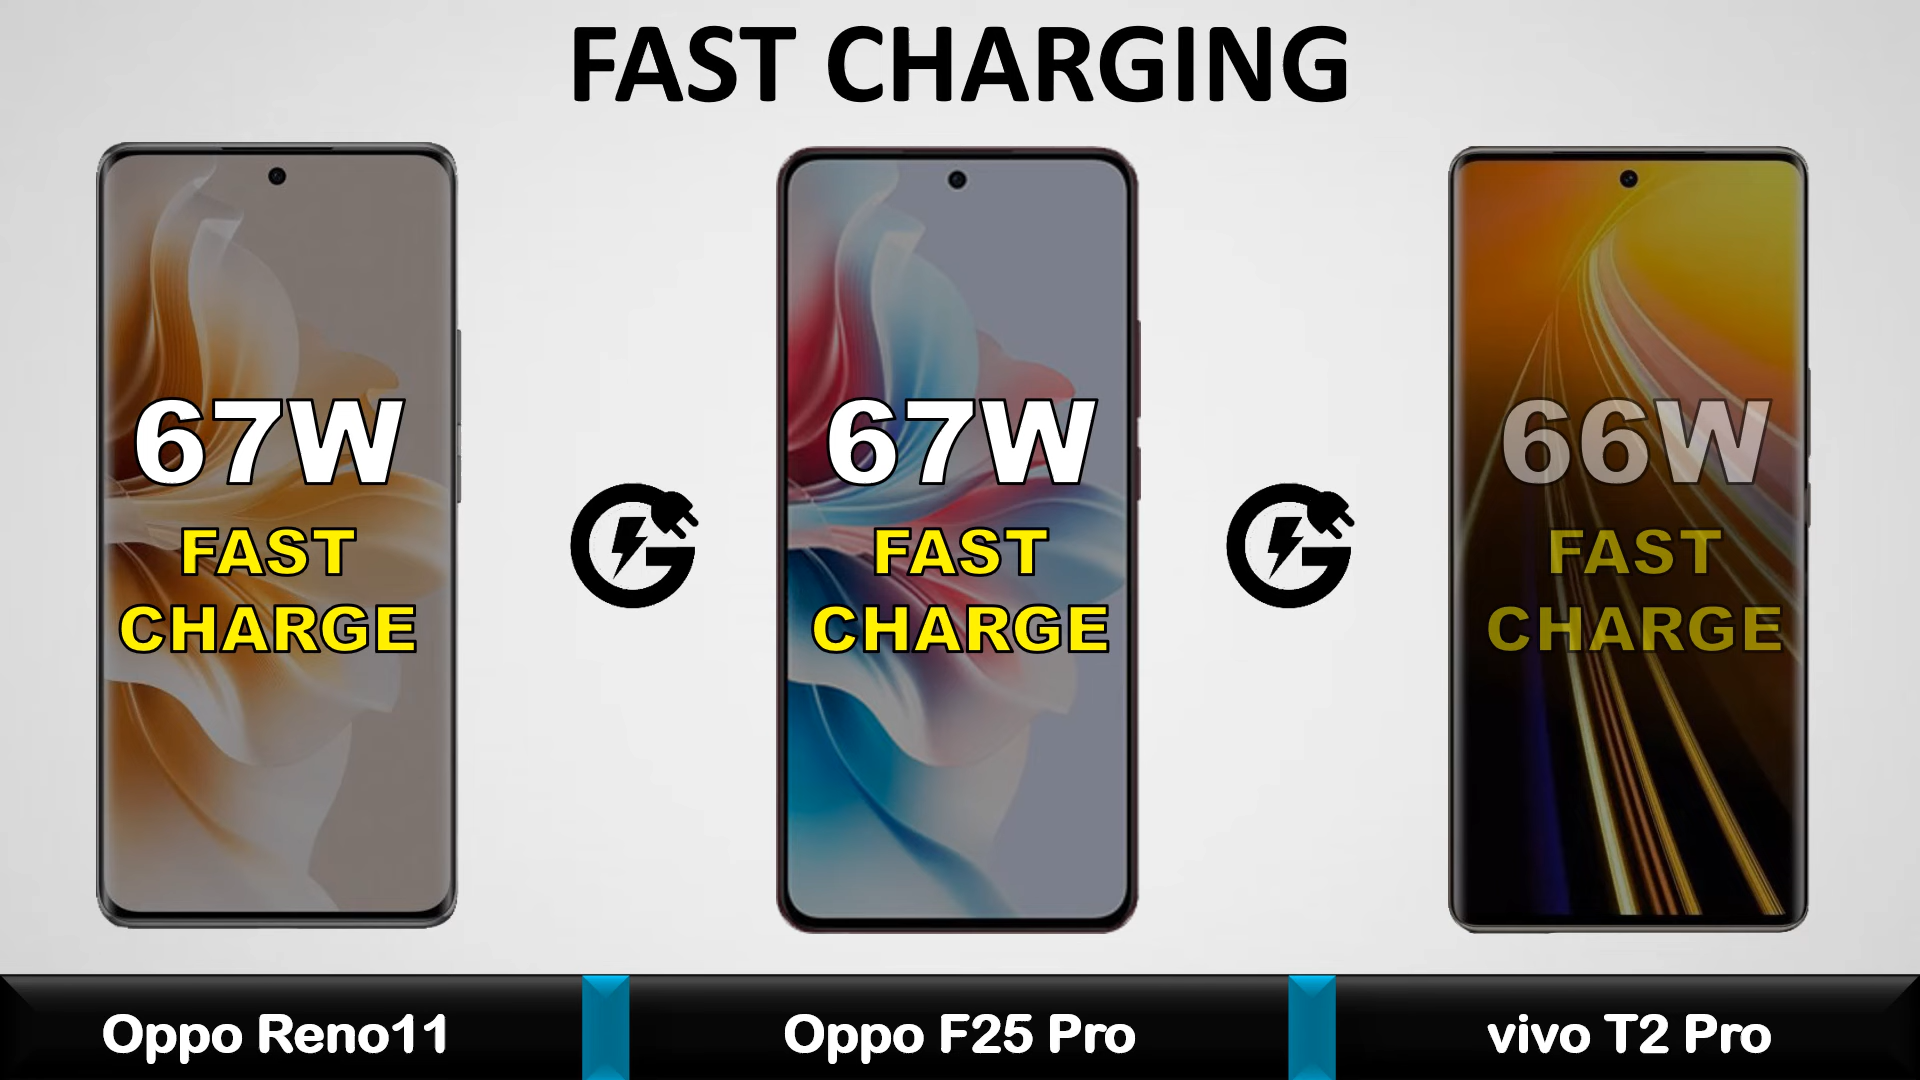 FAST CHARGING
67W
FAST
CHARGE
67W
FAST
CHARGE
66W
FAST
CHARGE
Oppo Reno11
Oppo F25 Pro
vivo T2 Pro